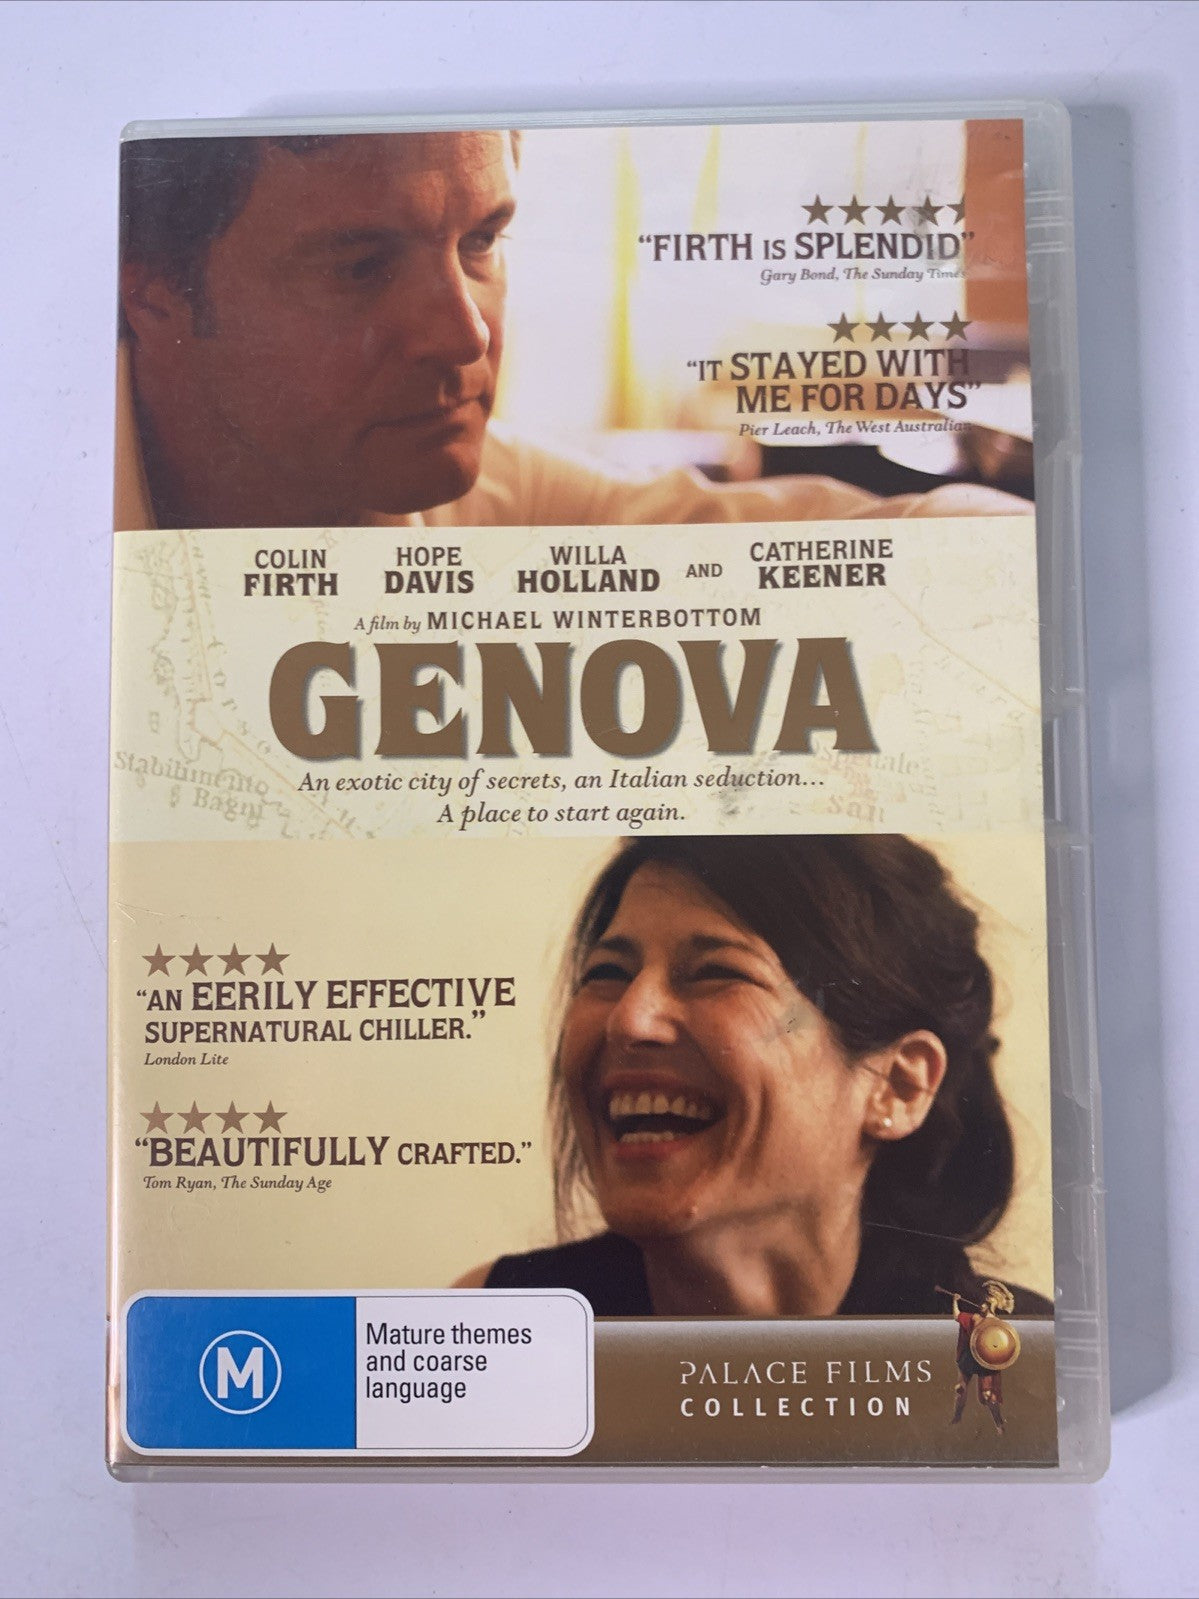 "FIRTH IS SPLENDID"
Gary Bond, The Sunday Times
"IT STAYED WITH
ME FOR DAYS"
Pier Leach, The West Australian
COLIN FIRTH HOPE DAVIS WILLA HOLLAND AND CATHERINE KEENER
A film by MICHAEL WINTERBOTTOM
GENOVA
Stabilimento
Bagni
An exotic city of secrets, an Italian seduction...
A place to start again.
"AN EERILY EFFECTIVE
SUPERNATURAL CHILLER."
London Lite
"BEAUTIFULLY CRAFTED."
Tom Ryan, The Sunday Age
M
Mature themes
and coarse
language
PALACE FILMS
COLLECTION